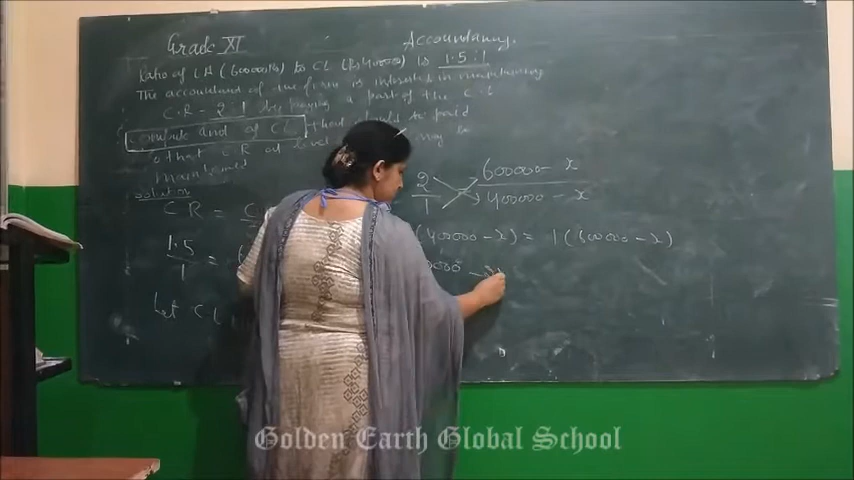 Grade XI Accountancy.
Ratio of CA (600000Rs) to CL (Rs400000) is 1.5:1
The accountant of the firm is interested in maintaining
C.R - 2:1 by paying a part of the C.L
Compute amt of CL that should be paid
so that C R at level may be
maintained
solution
2/1 600000 - x / 400000 - x
C R = C
1.5/1 =
(400000 - x) = 1 (600000 - x)
Let C L
Golden Earth Global School